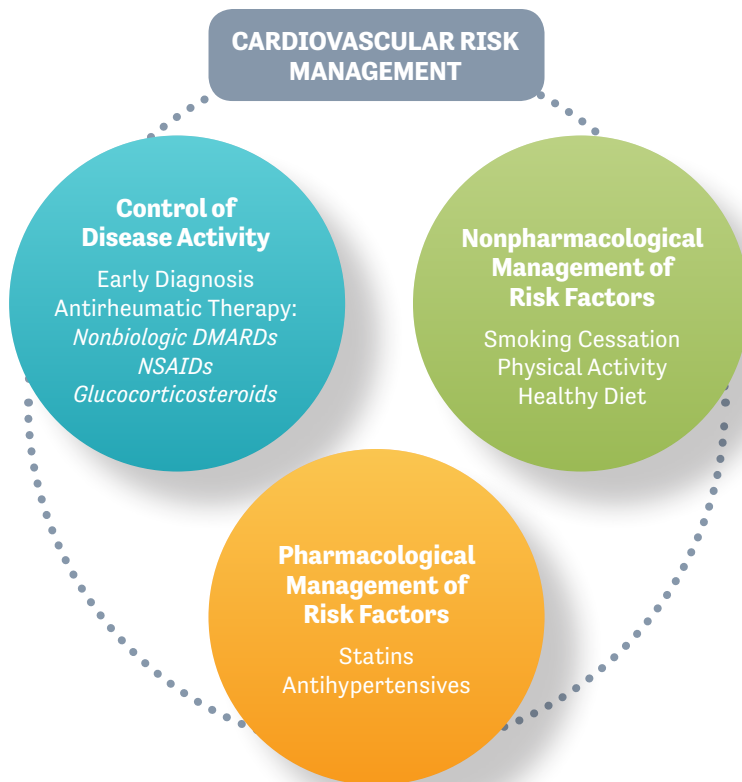 CARDIOVASCULAR RISK
MANAGEMENT
Control of
Disease Activity
Early Diagnosis
Antirheumatic Therapy:
Nonbiologic DMARDs
NSAIDs
Glucocorticosteroids
Nonpharmacological
Management of
Risk Factors
Smoking Cessation
Physical Activity
Healthy Diet
Pharmacological
Management of
Risk Factors
Statins
Antihypertensives